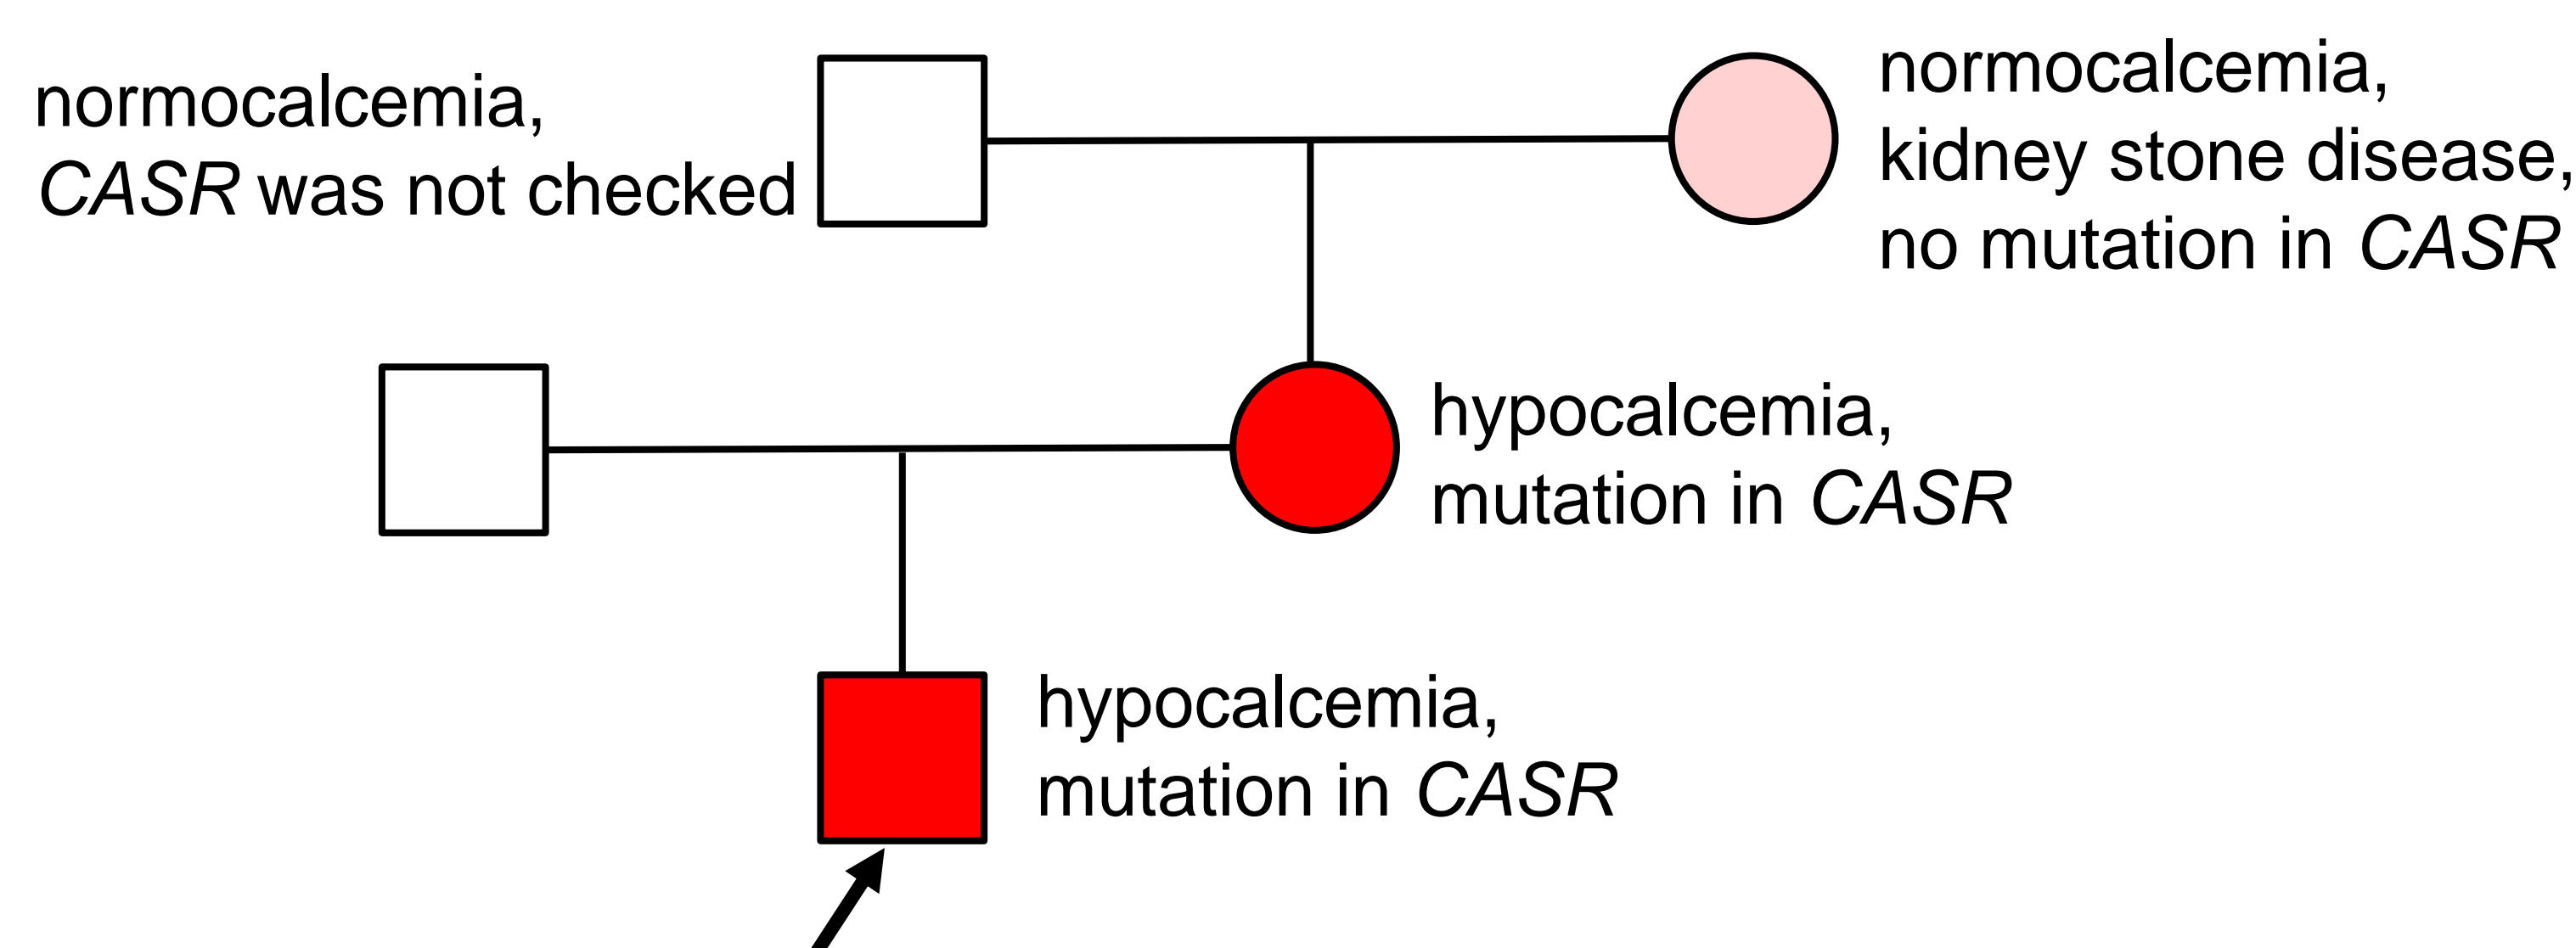 normocalcemia,
CASR was not checked
normocalcemia,
kidney stone disease,
no mutation in CASR
hypocalcemia,
mutation in CASR
hypocalcemia,
mutation in CASR